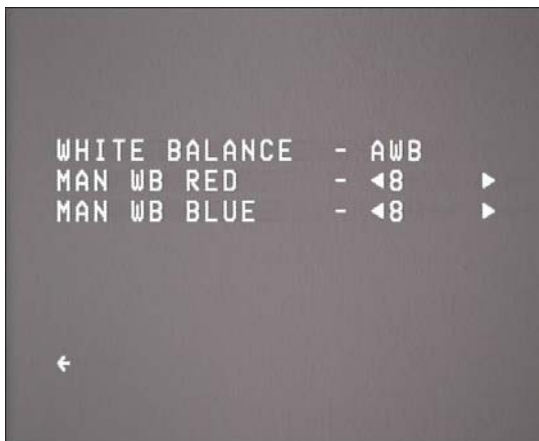 WHITE BALANCE - AWB
MAN WB RED - ◄8 ►
MAN WB BLUE - ◄8 ►
←